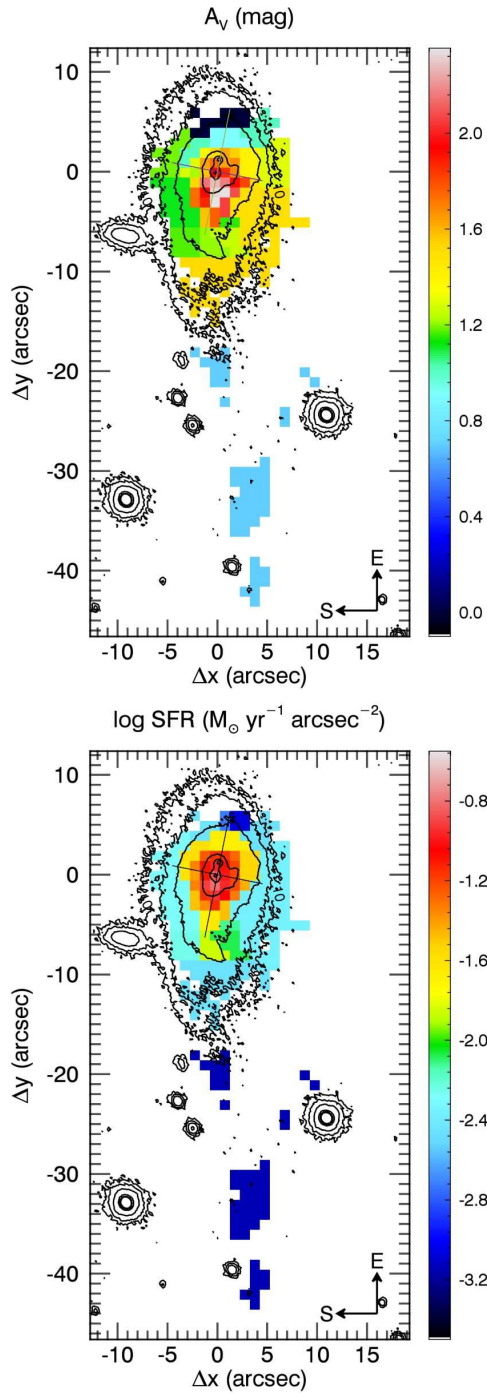 A_V (mag)
10
0
-10
-20
-30
-40
Δy (arcsec)
-10 -5 0 5 10 15
Δx (arcsec)
2.0
1.6
1.2
0.8
0.4
0.0
E
S
log SFR (M⊙ yr⁻¹ arcsec⁻²)
10
0
-10
-20
-30
-40
Δy (arcsec)
-10 -5 0 5 10 15
Δx (arcsec)
-0.8
-1.2
-1.6
-2.0
-2.4
-2.8
-3.2
E
S